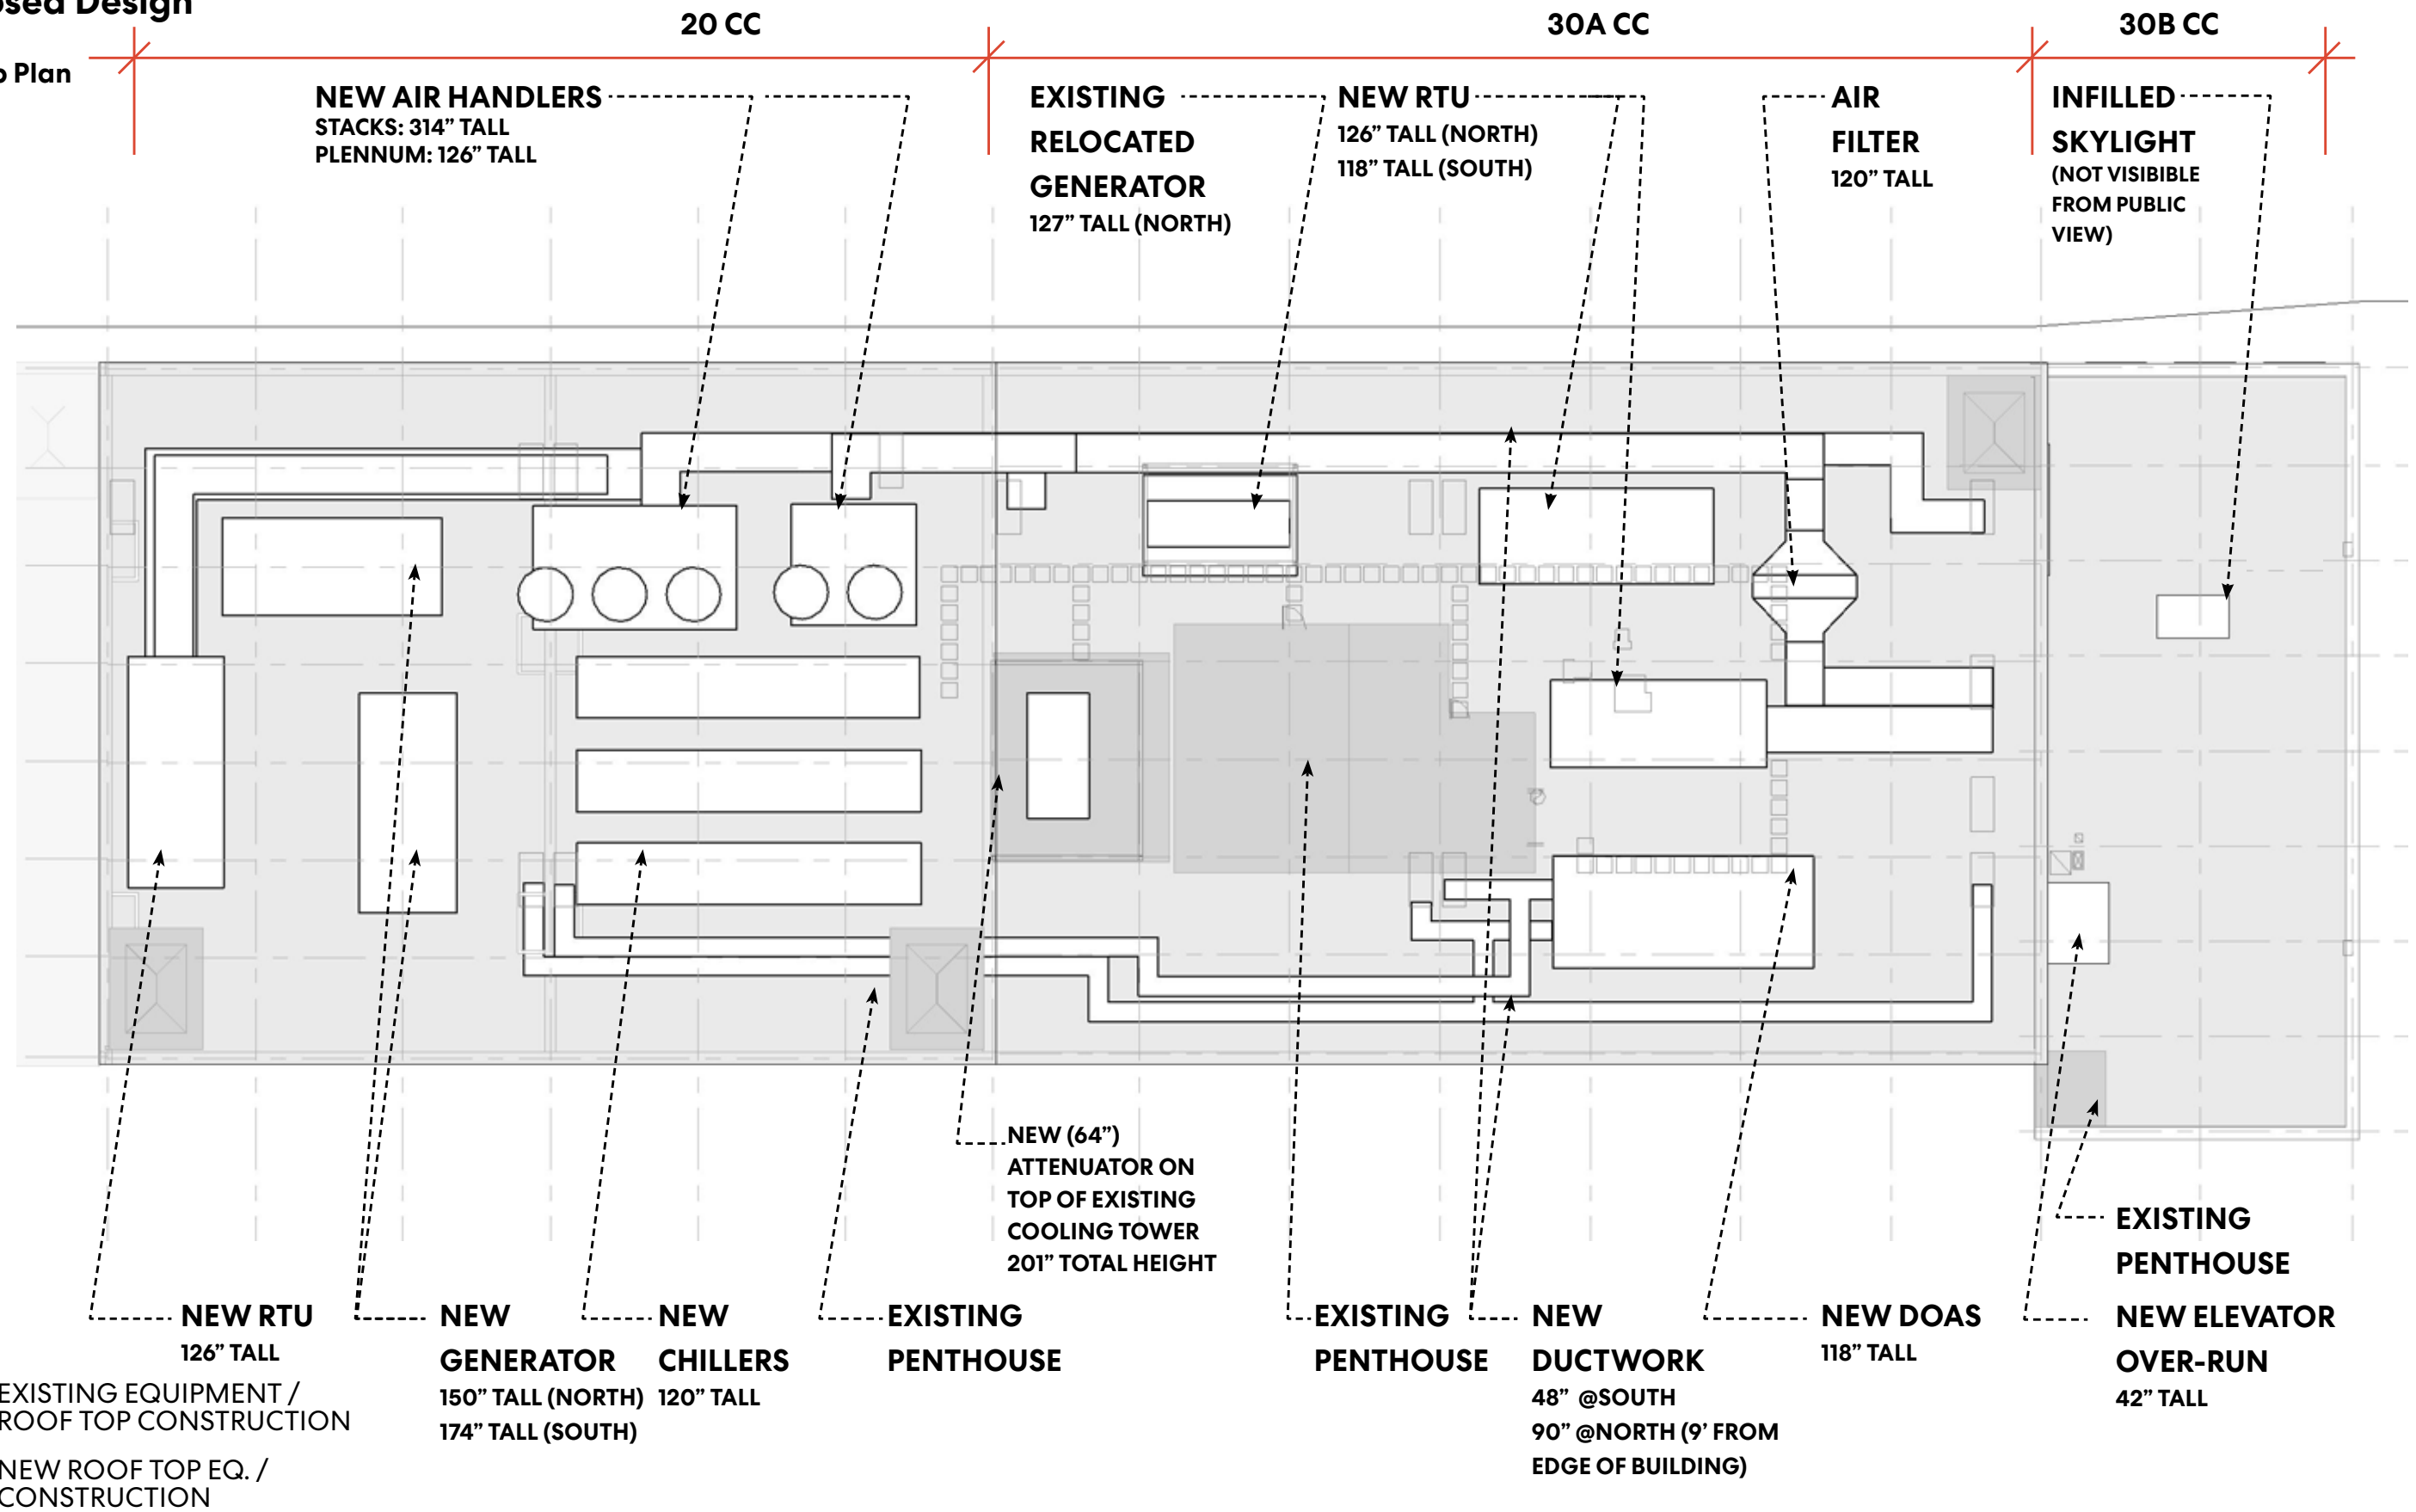 osed Design
o Plan
20 CC
30A CC
30B CC
NEW AIR HANDLERS
STACKS: 314” TALL
PLENNUM: 126” TALL
EXISTING
RELOCATED
GENERATOR
127” TALL (NORTH)
NEW RTU
126” TALL (NORTH)
118” TALL (SOUTH)
AIR
FILTER
120” TALL
INFILLED
SKYLIGHT
(NOT VISIBIBLE
FROM PUBLIC
VIEW)
NEW (64”)
ATTENUATOR ON
TOP OF EXISTING
COOLING TOWER
201” TOTAL HEIGHT
EXISTING
PENTHOUSE
NEW RTU
126” TALL
NEW
GENERATOR
150” TALL (NORTH)
174” TALL (SOUTH)
NEW
CHILLERS
120” TALL
EXISTING
PENTHOUSE
EXISTING
PENTHOUSE
NEW
DUCTWORK
48” @SOUTH
90” @NORTH (9’ FROM
EDGE OF BUILDING)
NEW DOAS
118” TALL
NEW ELEVATOR
OVER-RUN
42” TALL
EXISTING EQUIPMENT /
ROOF TOP CONSTRUCTION
NEW ROOF TOP EQ. /
CONSTRUCTION